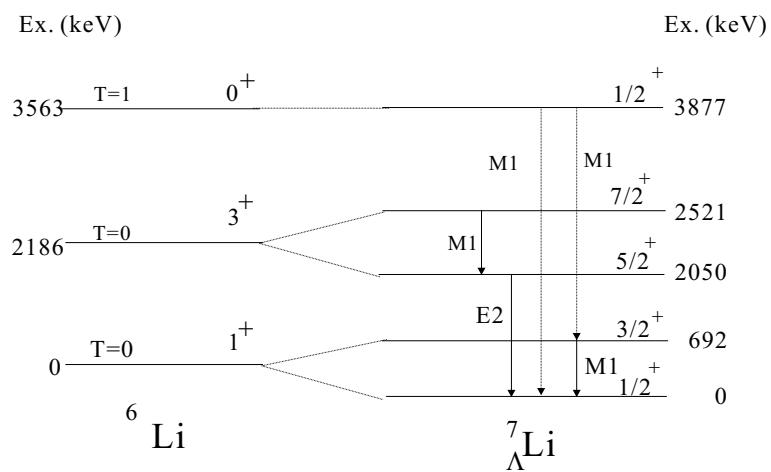 Ex. (keV) Ex. (keV)
3563 T=1 0+ 1/2+ 3877
M1 M1
7/2+ 2521
2186 T=0 3+ M1 5/2+ 2050
E2
3/2+ 692
0 T=0 1+ M1 1/2+ 0
6Li 7ΛLi